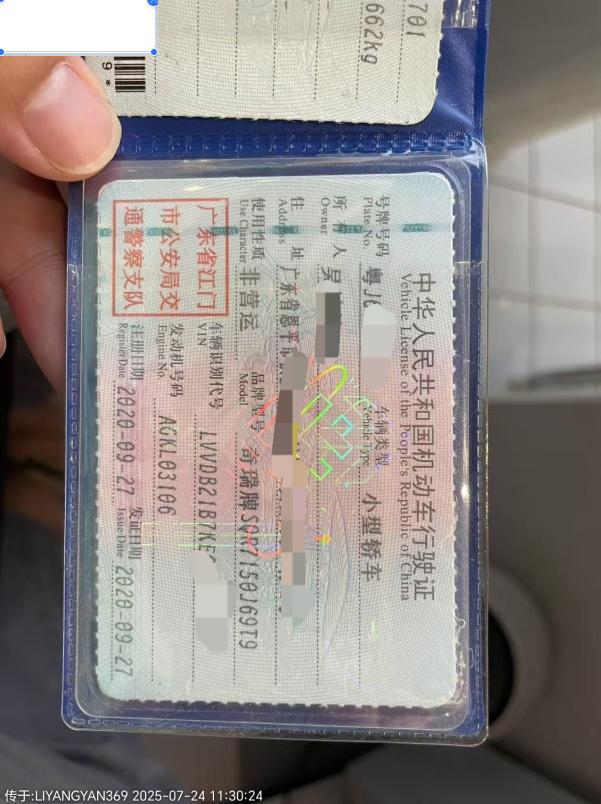 701
662kg
9*
中华人民共和国机动车行驶证
Vehicle License of the People's Republic of China
号牌号码
Plate No.
粤J
车辆类型
Vehicle Type
小型轿车
所有人
Owner
吴
住址
Address
广东省恩平市
使用性质
Use Character
非营运
品牌型号
Model
奇瑞牌SQR7150J69T9
广东省江门
市公安局交
通警察支队
车辆识别代号
VIN
LVVDB21B7KE
发动机号码
Engine No.
AGKL03106
注册日期
Register Date
2020-09-27
发证日期
Issue Date
2020-09-27
传于:LIYANGYAN369 2025-07-24 11:30:24